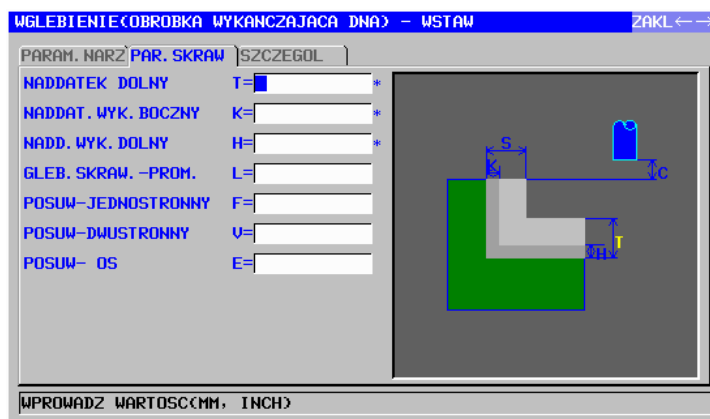 WGLEBIENIE(OBROBKA WYKANCZAJACA DNA) - WSTAW ZAKL←→
PARAM.NARZ PAR.SKRAW SZCZEGOL
NADDATEK DOLNY T= *
NADDAT.WYK.BOCZNY K= *
NADD.WYK.DOLNY H= *
GLEB.SKRAW.-PROM. L=
POSUW-JEDNOSTRONNY F=
POSUW-DWUSTRONNY V=
POSUW- OS E=
S
K
C
T
H
WPROWADZ WARTOSC(MM, INCH)